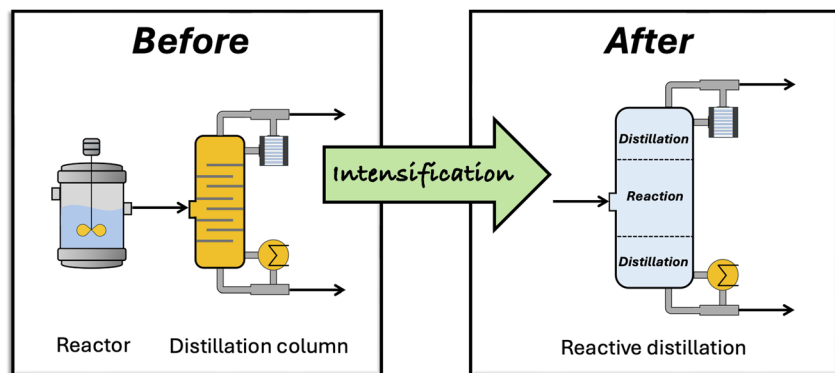 Before
After
Intensification
Distillation
Reaction
Distillation
Reactor
Distillation column
Reactive distillation